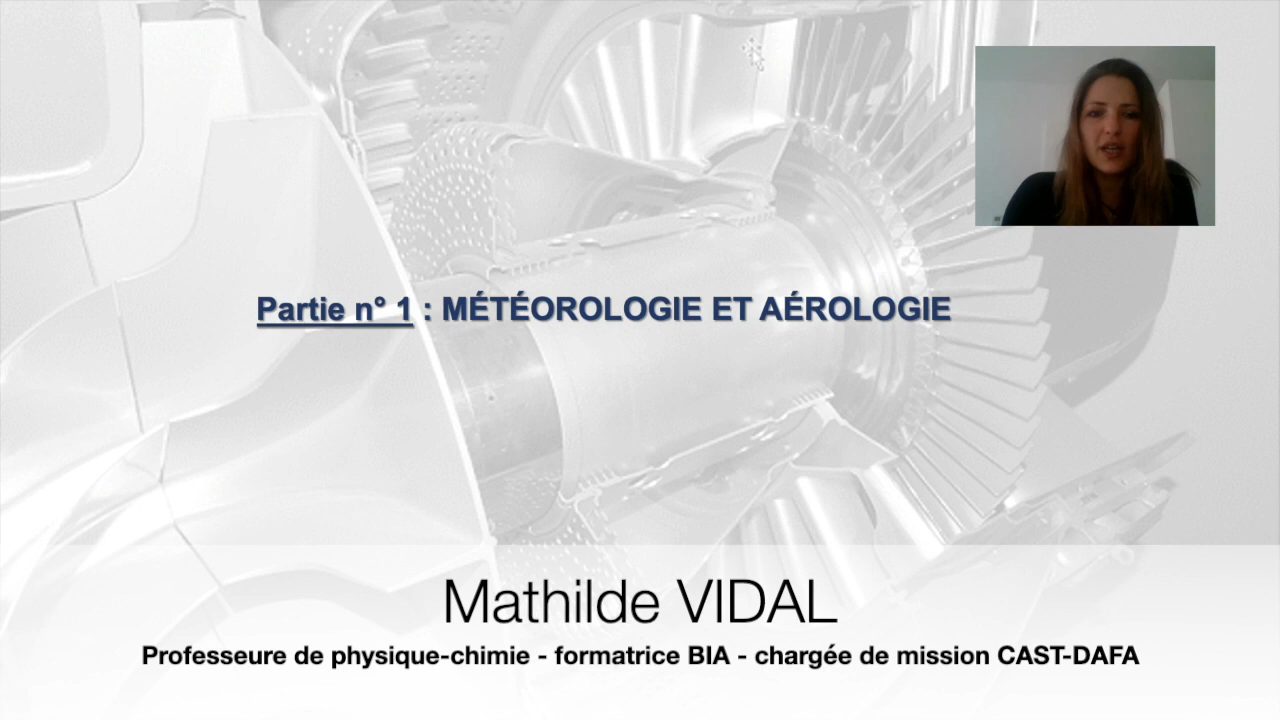 Partie n° 1 : MÉTÉOROLOGIE ET AÉROLOGIE
Mathilde VIDAL
Professeure de physique-chimie - formatrice BIA - chargée de mission CAST-DAFA